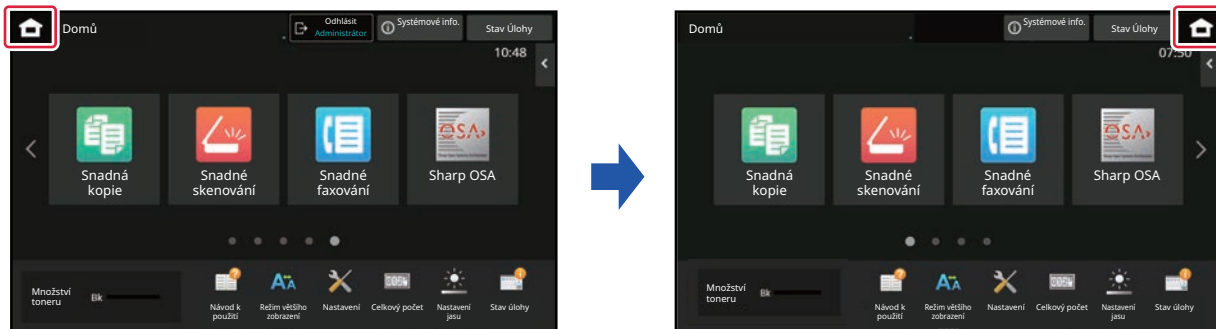 Domů
Odhlásit
Administrátor
Systémové info.
Stav Úlohy
10:48
Snadná
kopie
Snadné
skenování
Snadné
faxování
OSA
Sharp OSA
Množství
toneru
Bk
Návod k
použití
Režim většího
zobrazení
Nastavení
Celkový počet
Nastavení
jasu
Stav úlohy
Domů
Systémové info.
Stav Úlohy
07:50
Snadná
kopie
Snadné
skenování
Snadné
faxování
OSA
Sharp OSA
Množství
toneru
Bk
Návod k
použití
Režim většího
zobrazení
Nastavení
Celkový počet
Nastavení
jasu
Stav úlohy